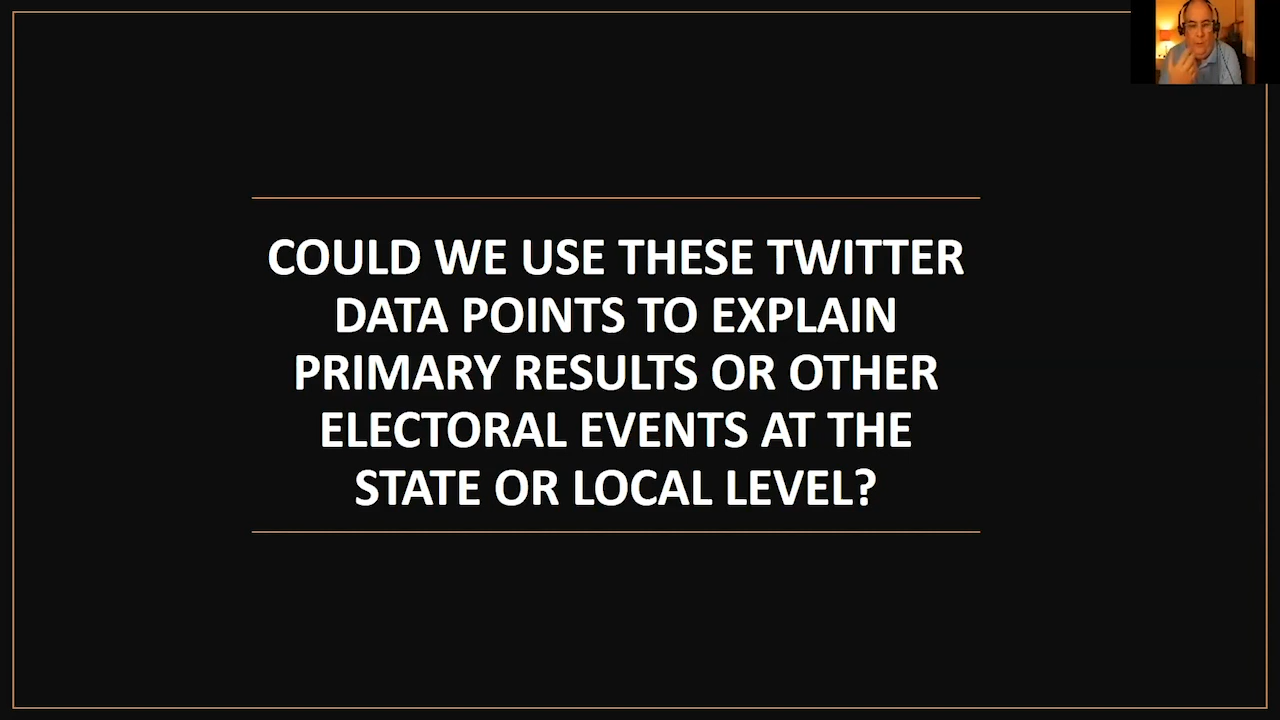 COULD WE USE THESE TWITTER
DATA POINTS TO EXPLAIN
PRIMARY RESULTS OR OTHER
ELECTORAL EVENTS AT THE
STATE OR LOCAL LEVEL?